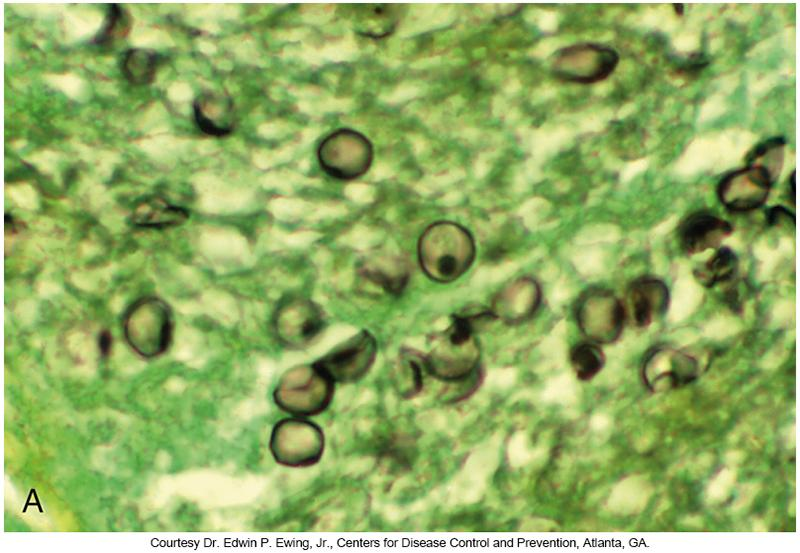 A
Courtesy Dr. Edwin P. Ewing, Jr., Centers for Disease Control and Prevention, Atlanta, GA.